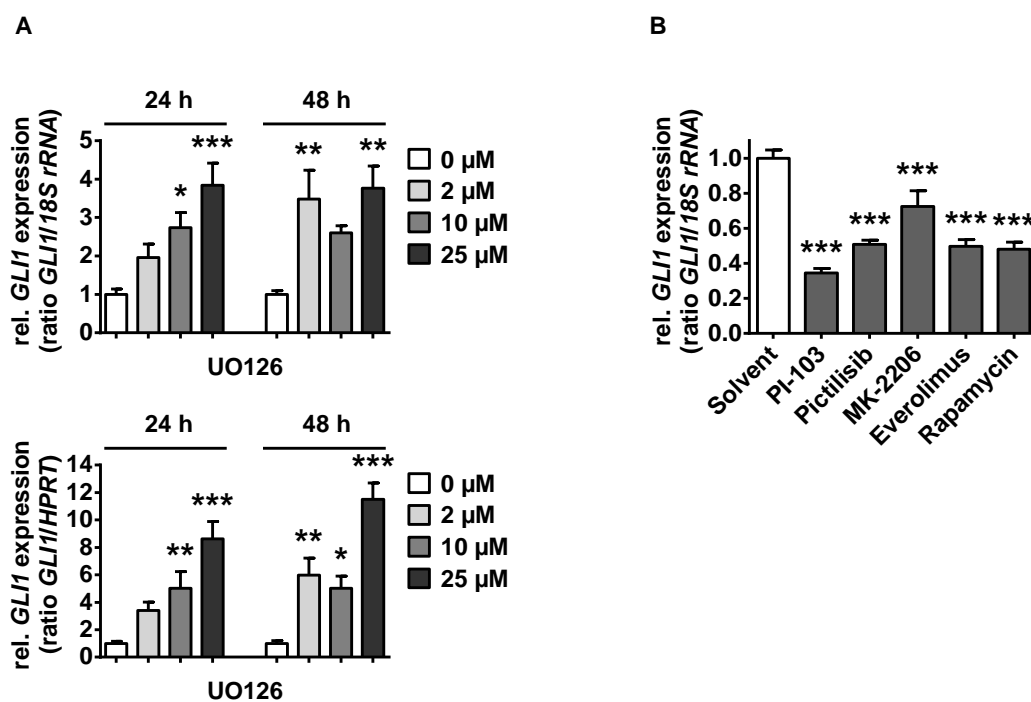 A
24 h 48 h
*** ** **
*
rel. GLI1 expression
(ratio GLI1/18S rRNA)
5
4
3
2
1
0
0 µM
2 µM
10 µM
25 µM
UO126
24 h 48 h
*** ** * ***
**
rel. GLI1 expression
(ratio GLI1/HPRT)
14
12
10
8
6
4
2
0
0 µM
2 µM
10 µM
25 µM
UO126
B
rel. GLI1 expression
(ratio GLI1/18S rRNA)
1.0
0.8
0.6
0.4
0.2
0.0
*** *** *** *** ***
Solvent
PI-103
Pictilisib
MK-2206
Everolimus
Rapamycin